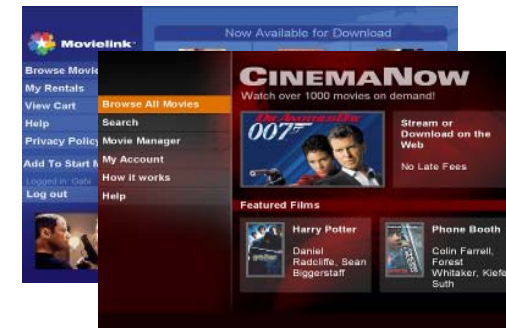 Now Available for Download
Movielink
Browse Movie
My Rentals
View Cart
Help
Privacy Policy
Add To Start M
Logged in: Gabi
Log out
CINEMANOW
Watch over 1000 movies on demand!
Browse All Movies
Search
Movie Manager
My Account
How it works
Help
DIE ANOTHER DAY
007
Stream or
Download on the
Web
No Late Fees
Featured Films
Harry Potter
Daniel
Radcliffe, Sean
Biggerstaff
Phone Booth
Colin Farrell,
Forest
Whitaker, Kiefe
Suth